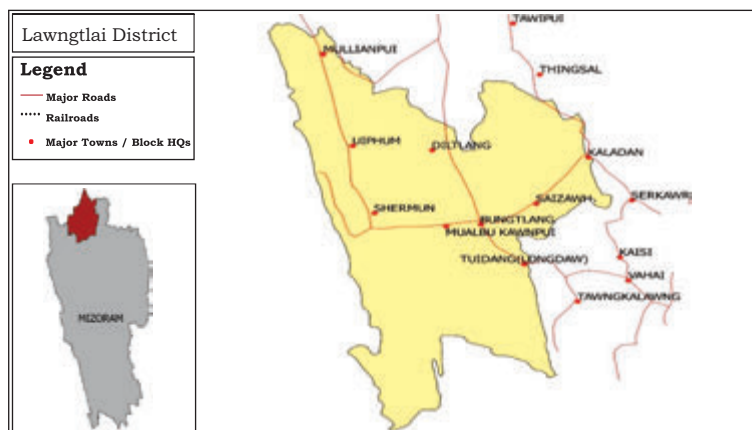 Lawngtlai District
Legend
Major Roads
Railroads
Major Towns / Block HQs
MIZORAM
TAWIPUI
MULLIANPUI
THINGSAL
UIPHUM
DILTLANG
KALADAN
SAIZAWH
SERKAWR
SHERMUN
BUNGTLANG
MUALBU KAWNPUI
TUIDANG(LONGDAW)
KAISI
VAHAI
TAWNGKALAWNG